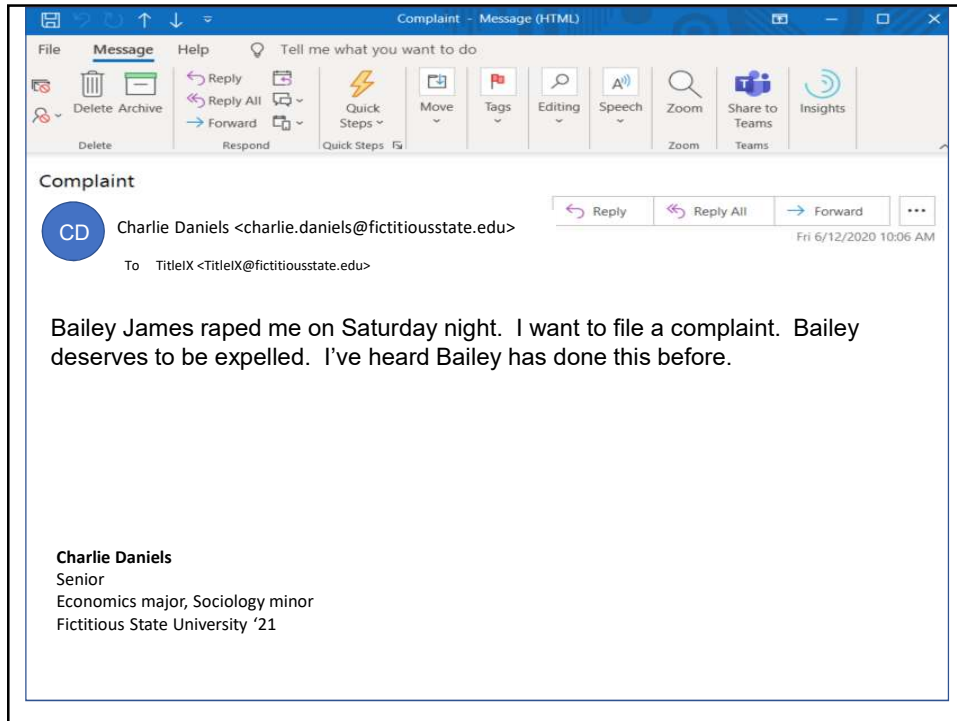 Complaint - Message (HTML)
File Message Help Tell me what you want to do
Delete Archive
Reply
Reply All
Forward
Quick
Steps
Move
Tags
Editing
Speech
Zoom
Share to
Teams
Insights
Delete Respond Quick Steps Zoom Teams
Complaint
Reply Reply All Forward
CD
Charlie Daniels <charlie.daniels@fictitiousstate.edu>
Fri 6/12/2020 10:06 AM
To TitleIX <TitleIX@fictitiousstate.edu>
Bailey James raped me on Saturday night. I want to file a complaint. Bailey
deserves to be expelled. I've heard Bailey has done this before.
Charlie Daniels
Senior
Economics major, Sociology minor
Fictitious State University ‘21